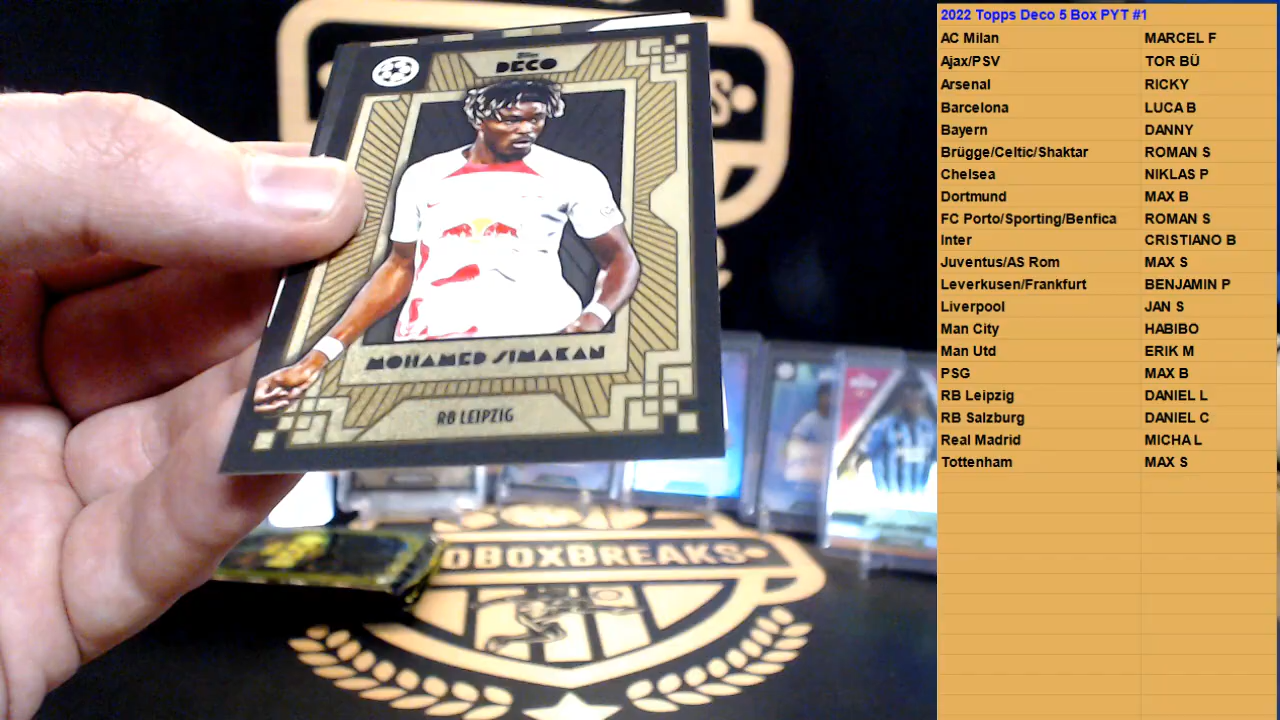 Topps
DECO
MOHAMED SIMAKAN
RB LEIPZIG
OBOXBREAKS
2022 Topps Deco 5 Box PYT #1
AC Milan MARCEL F
Ajax/PSV TOR BÜ
Arsenal RICKY
Barcelona LUCA B
Bayern DANNY
Brügge/Celtic/Shaktar ROMAN S
Chelsea NIKLAS P
Dortmund MAX B
FC Porto/Sporting/Benfica ROMAN S
Inter CRISTIANO B
Juventus/AS Rom MAX S
Leverkusen/Frankfurt BENJAMIN P
Liverpool JAN S
Man City HABIBO
Man Utd ERIK M
PSG MAX B
RB Leipzig DANIEL L
RB Salzburg DANIEL C
Real Madrid MICHA L
Tottenham MAX S